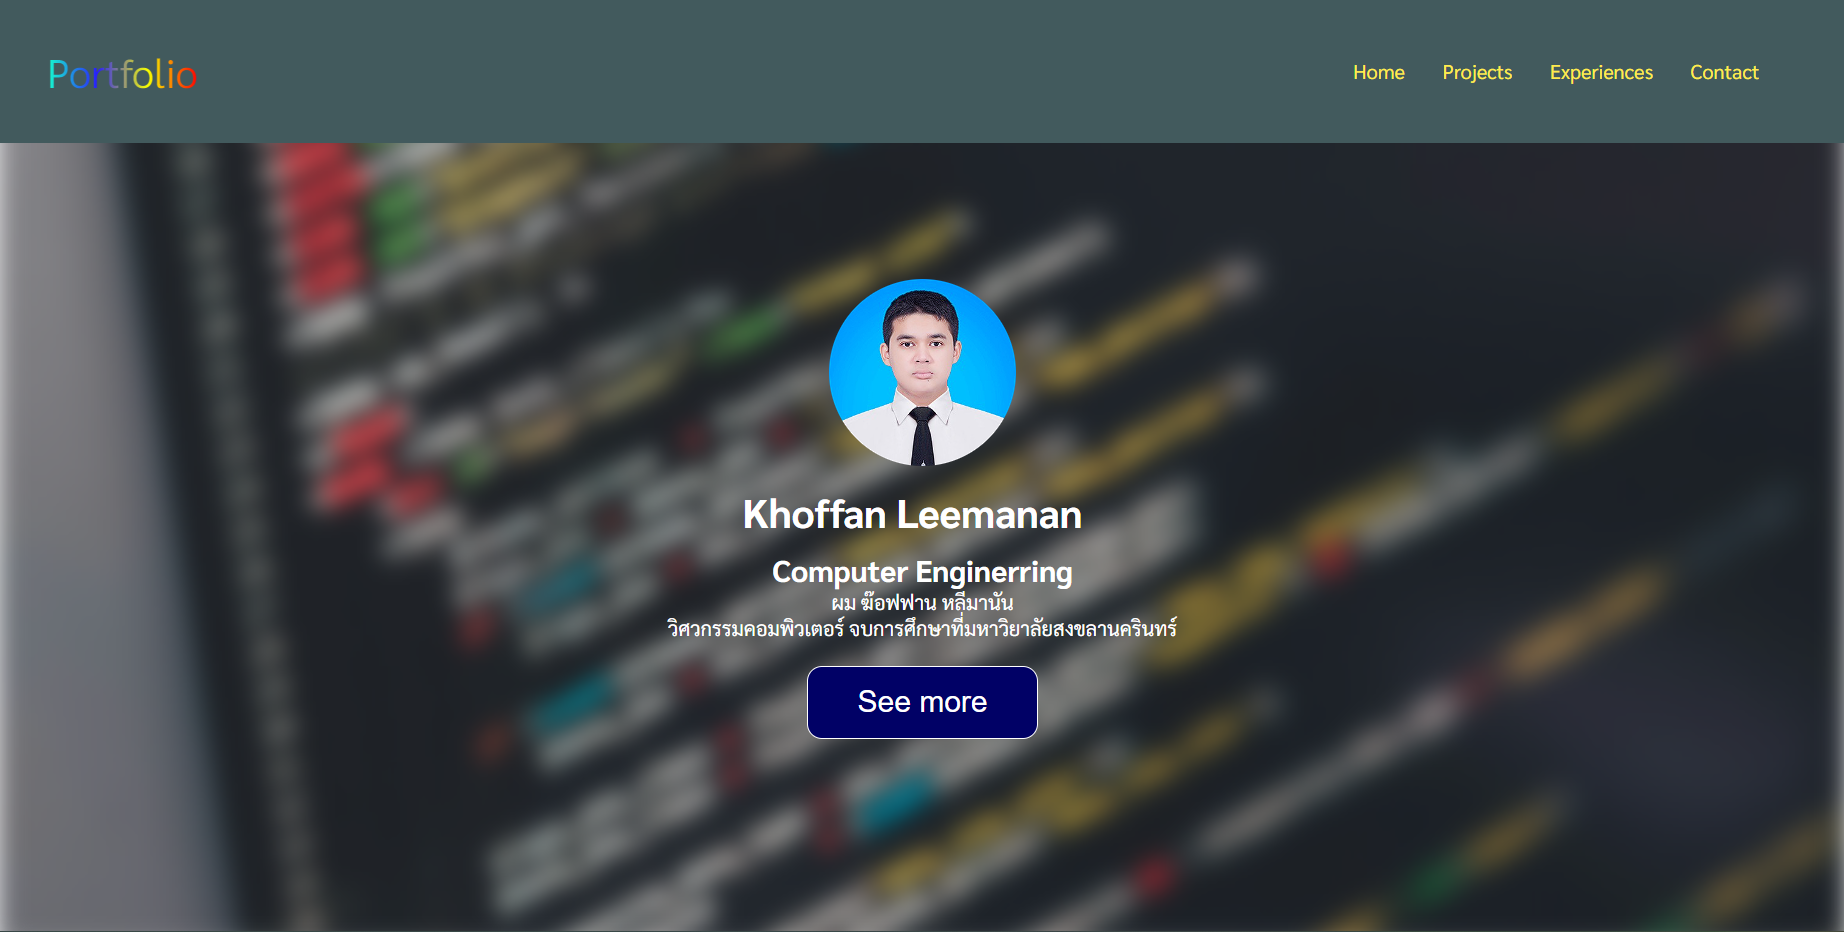 Portfolio
Home Projects Experiences Contact
Khoffan Leemanan
Computer Enginerring
ผม ฆ๊อฟฟาน หลีมานัน
วิศวกรรมคอมพิวเตอร์ จบการศึกษาที่มหาวิยาลัยสงขลานครินทร์
See more